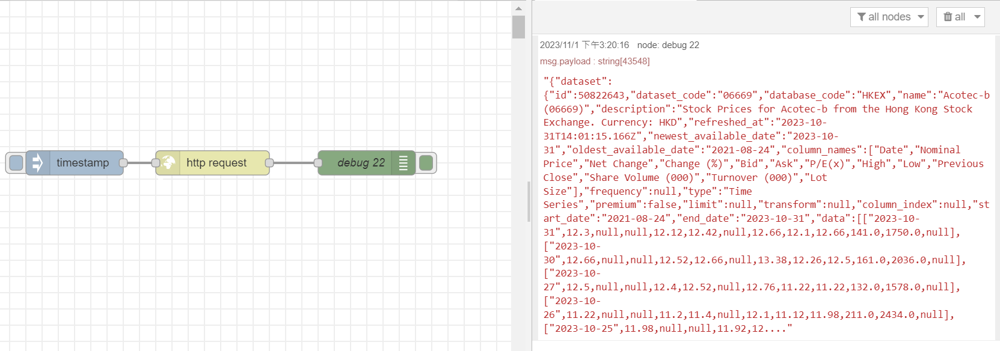 all nodes
all
2023/11/1 下午3:20:16 node: debug 22
msg.payload : string[43548]
"{"dataset":
{"id":50822643,"dataset_code":"06669","database_code":"HKEX","name":"Acotec-b
(06669)","description":"Stock Prices for Acotec-b from the Hong Kong Stock
Exchange. Currency: HKD","refreshed_at":"2023-10-
31T14:01:15.166Z","newest_available_date":"2023-10-
31","oldest_available_date":"2021-08-24","column_names":["Date","Nominal
Price","Net Change","Change (%)","Bid","Ask","P/E(x)","High","Low","Previous
Close","Share Volume (000)","Turnover (000)","Lot
Size"],"frequency":null,"type":"Time
Series","premium":false,"limit":null,"transform":null,"column_index":null,"st
art_date":"2021-08-24","end_date":"2023-10-31","data":[["2023-10-
31",12.3,null,null,12.12,12.42,null,12.66,12.1,12.66,141.0,1750.0,null],
["2023-10-
30",12.66,null,null,12.52,12.66,null,13.38,12.26,12.5,161.0,2036.0,null],
["2023-10-
27",12.5,null,null,12.4,12.52,null,12.76,11.22,11.22,132.0,1578.0,null],
["2023-10-
26",11.22,null,null,11.2,11.4,null,12.1,11.12,11.98,211.0,2434.0,null],
["2023-10-25",11.98,null,null,11.92,12...."
timestamp
http request
debug 22